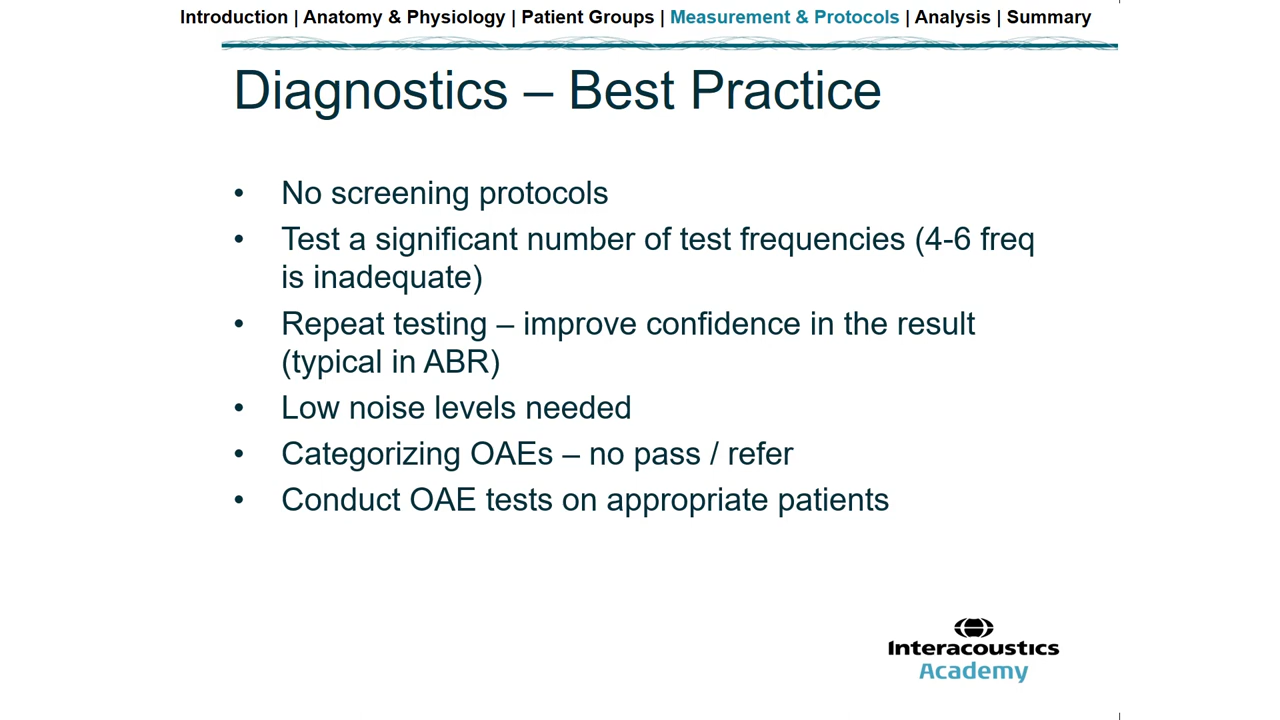 Introduction | Anatomy & Physiology | Patient Groups | Measurement & Protocols | Analysis | Summary
Diagnostics – Best Practice
• No screening protocols
• Test a significant number of test frequencies (4-6 freq
is inadequate)
• Repeat testing – improve confidence in the result
(typical in ABR)
• Low noise levels needed
• Categorizing OAEs – no pass / refer
• Conduct OAE tests on appropriate patients
Interacoustics
Academy